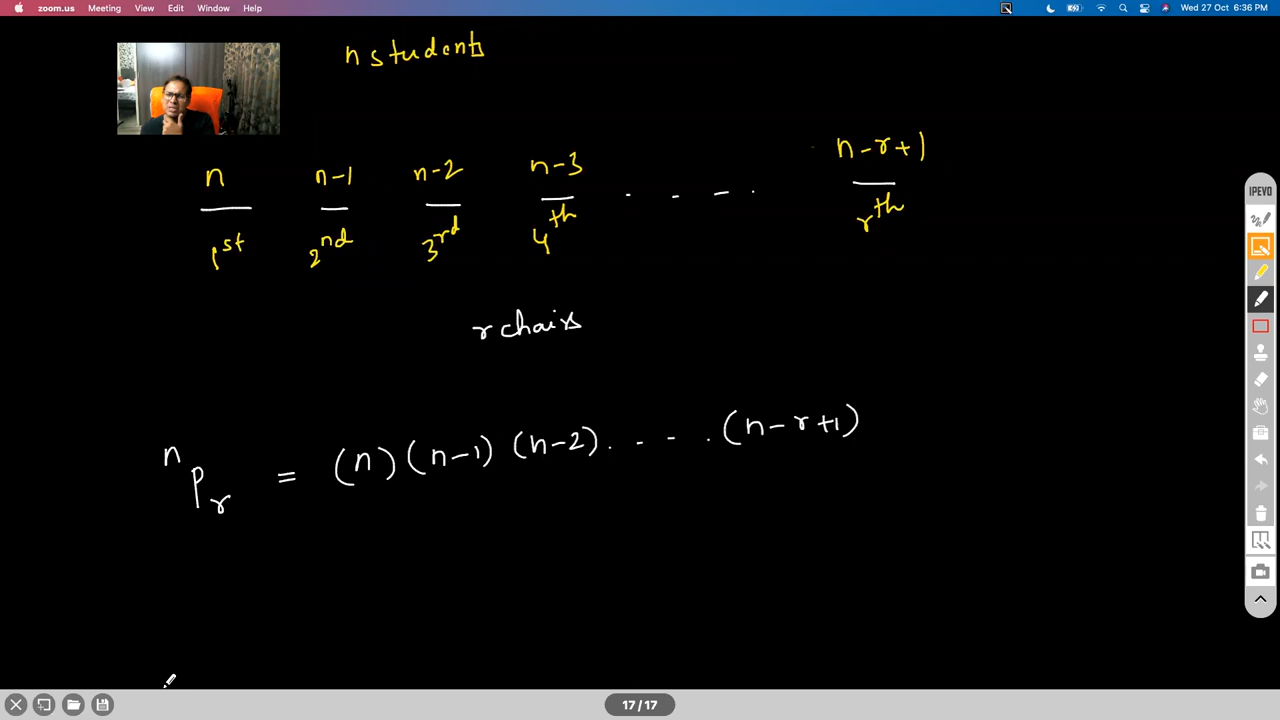 zoom.us Meeting View Edit Window Help Wed 27 Oct 6:36 PM
n students
n n-1 n-2 n-3 . - - . n-r+1
1st 2nd 3rd 4th rth
IPEVO
r chairs
nPr = (n)(n-1)(n-2). - - .(n-r+1)
17/17